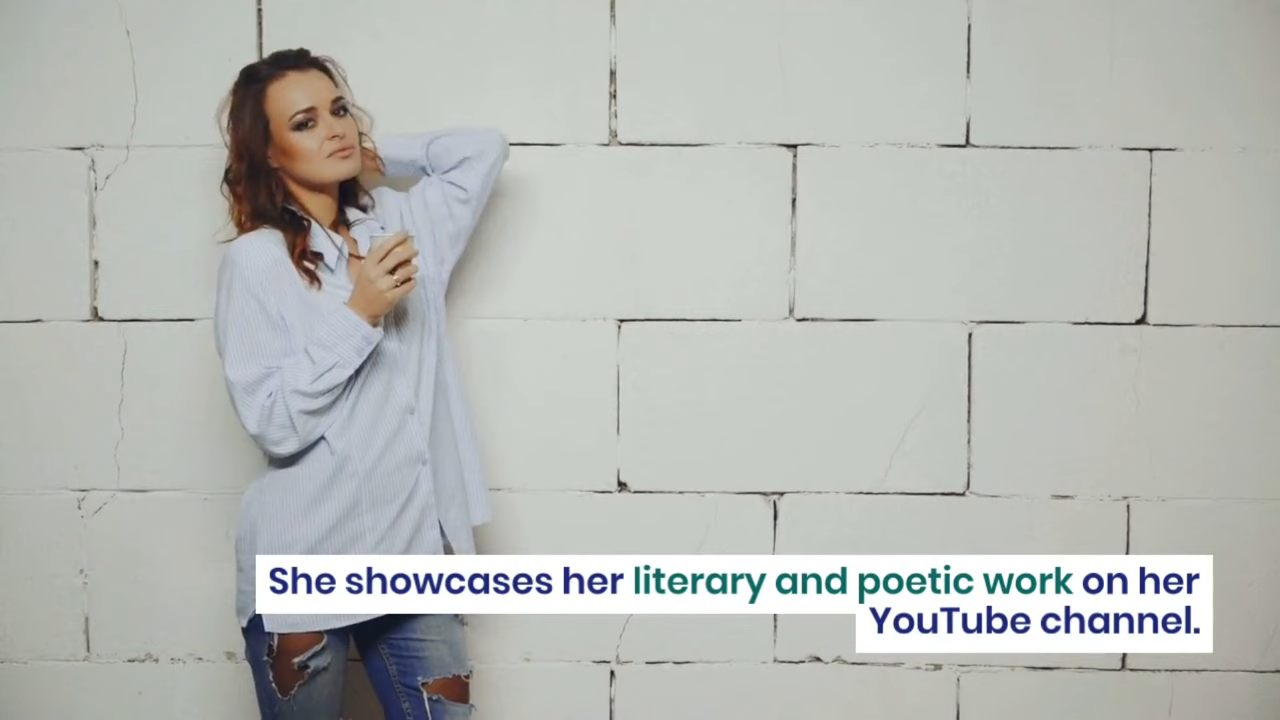 She showcases her literary and poetic work on her
YouTube channel.